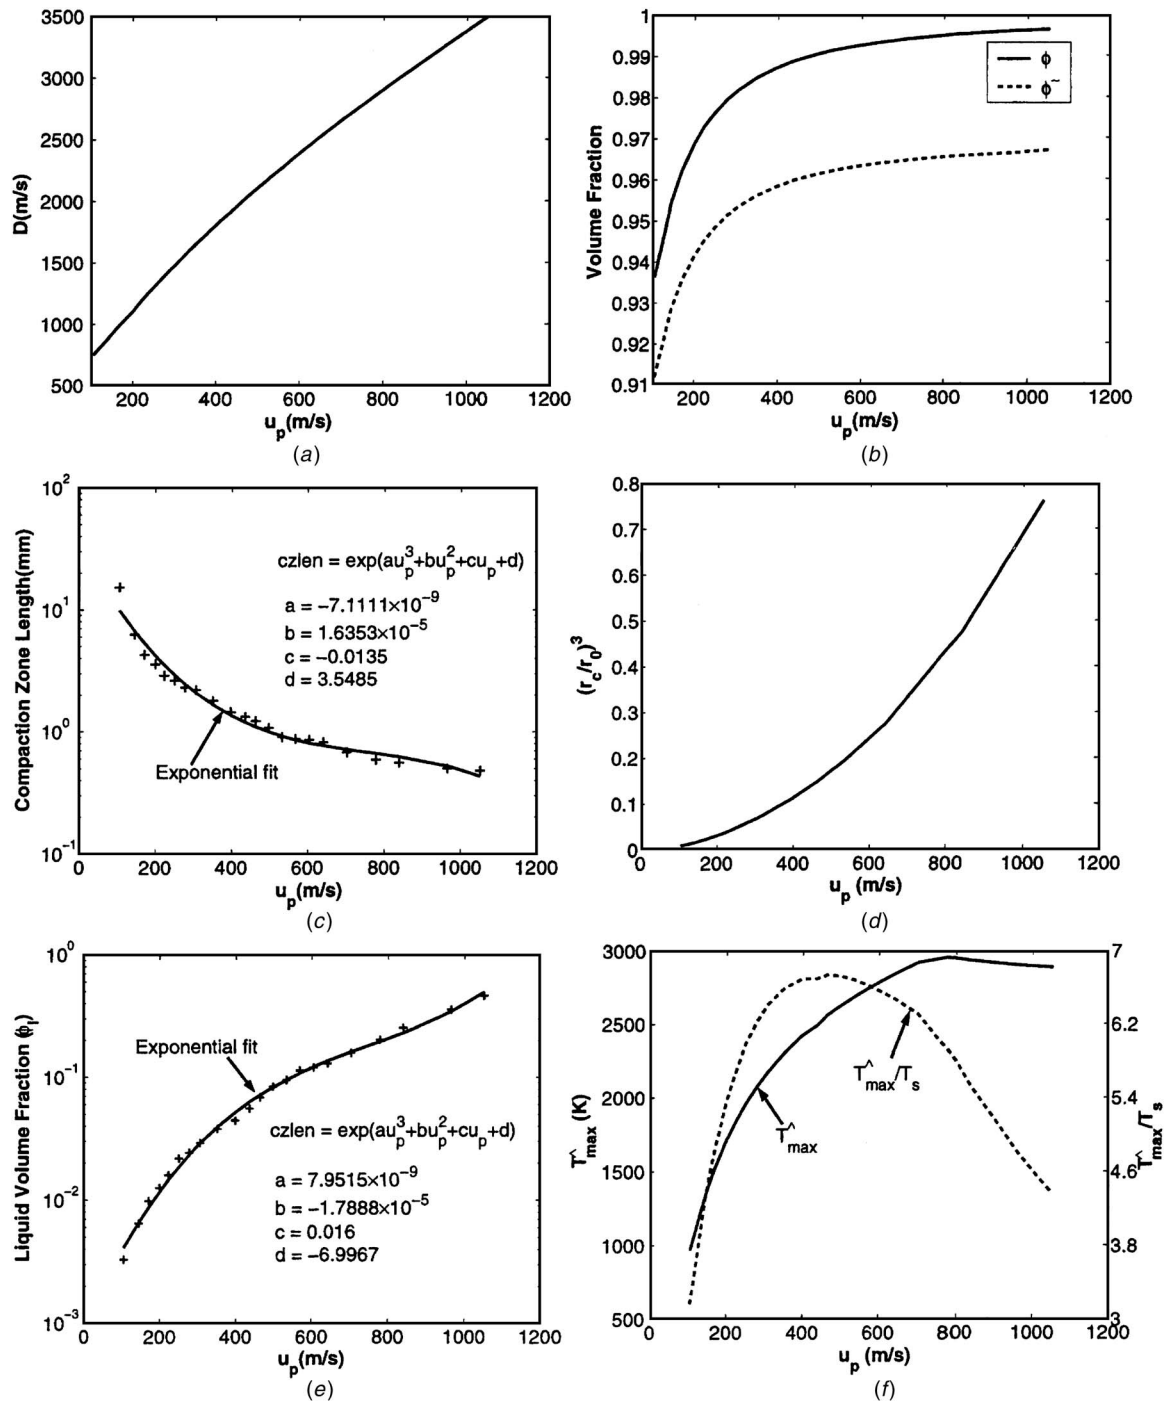 3500
3000
2500
2000
1500
1000
500
D(m/s)
200 400 600 800 1000 1200
u_p(m/s)
(a)
1
0.99
0.98
0.97
0.96
0.95
0.94
0.93
0.92
0.91
Volume Fraction
ϕ
ϕ~
200 400 600 800 1000 1200
u_p(m/s)
(b)
10^2
10^1
10^0
10^-1
Compaction Zone Length(mm)
czlen = exp(au_p^3+bu_p^2+cu_p+d)
a = −7.1111×10^−9
b = 1.6353×10^−5
c = −0.0135
d = 3.5485
Exponential fit
0 200 400 600 800 1000 1200
u_p(m/s)
(c)
0.8
0.7
0.6
0.5
0.4
0.3
0.2
0.1
0
(r_c/r_0)^3
0 200 400 600 800 1000 1200
u_p (m/s)
(d)
10^0
10^-1
10^-2
10^-3
Liquid Volume Fraction (ϕ_l)
Exponential fit
czlen = exp(au_p^3+bu_p^2+cu_p+d)
a = 7.9515×10^−9
b = −1.7888×10^−5
c = 0.016
d = −6.9967
0 200 400 600 800 1000 1200
u_p(m/s)
(e)
3000
2500
2000
1500
1000
500
T^_max (K)
7
6.2
5.4
4.6
3.8
3
T^_max/T_s
T^_max/T_s
T^_max
0 200 400 600 800 1000 1200
u_p (m/s)
(f)